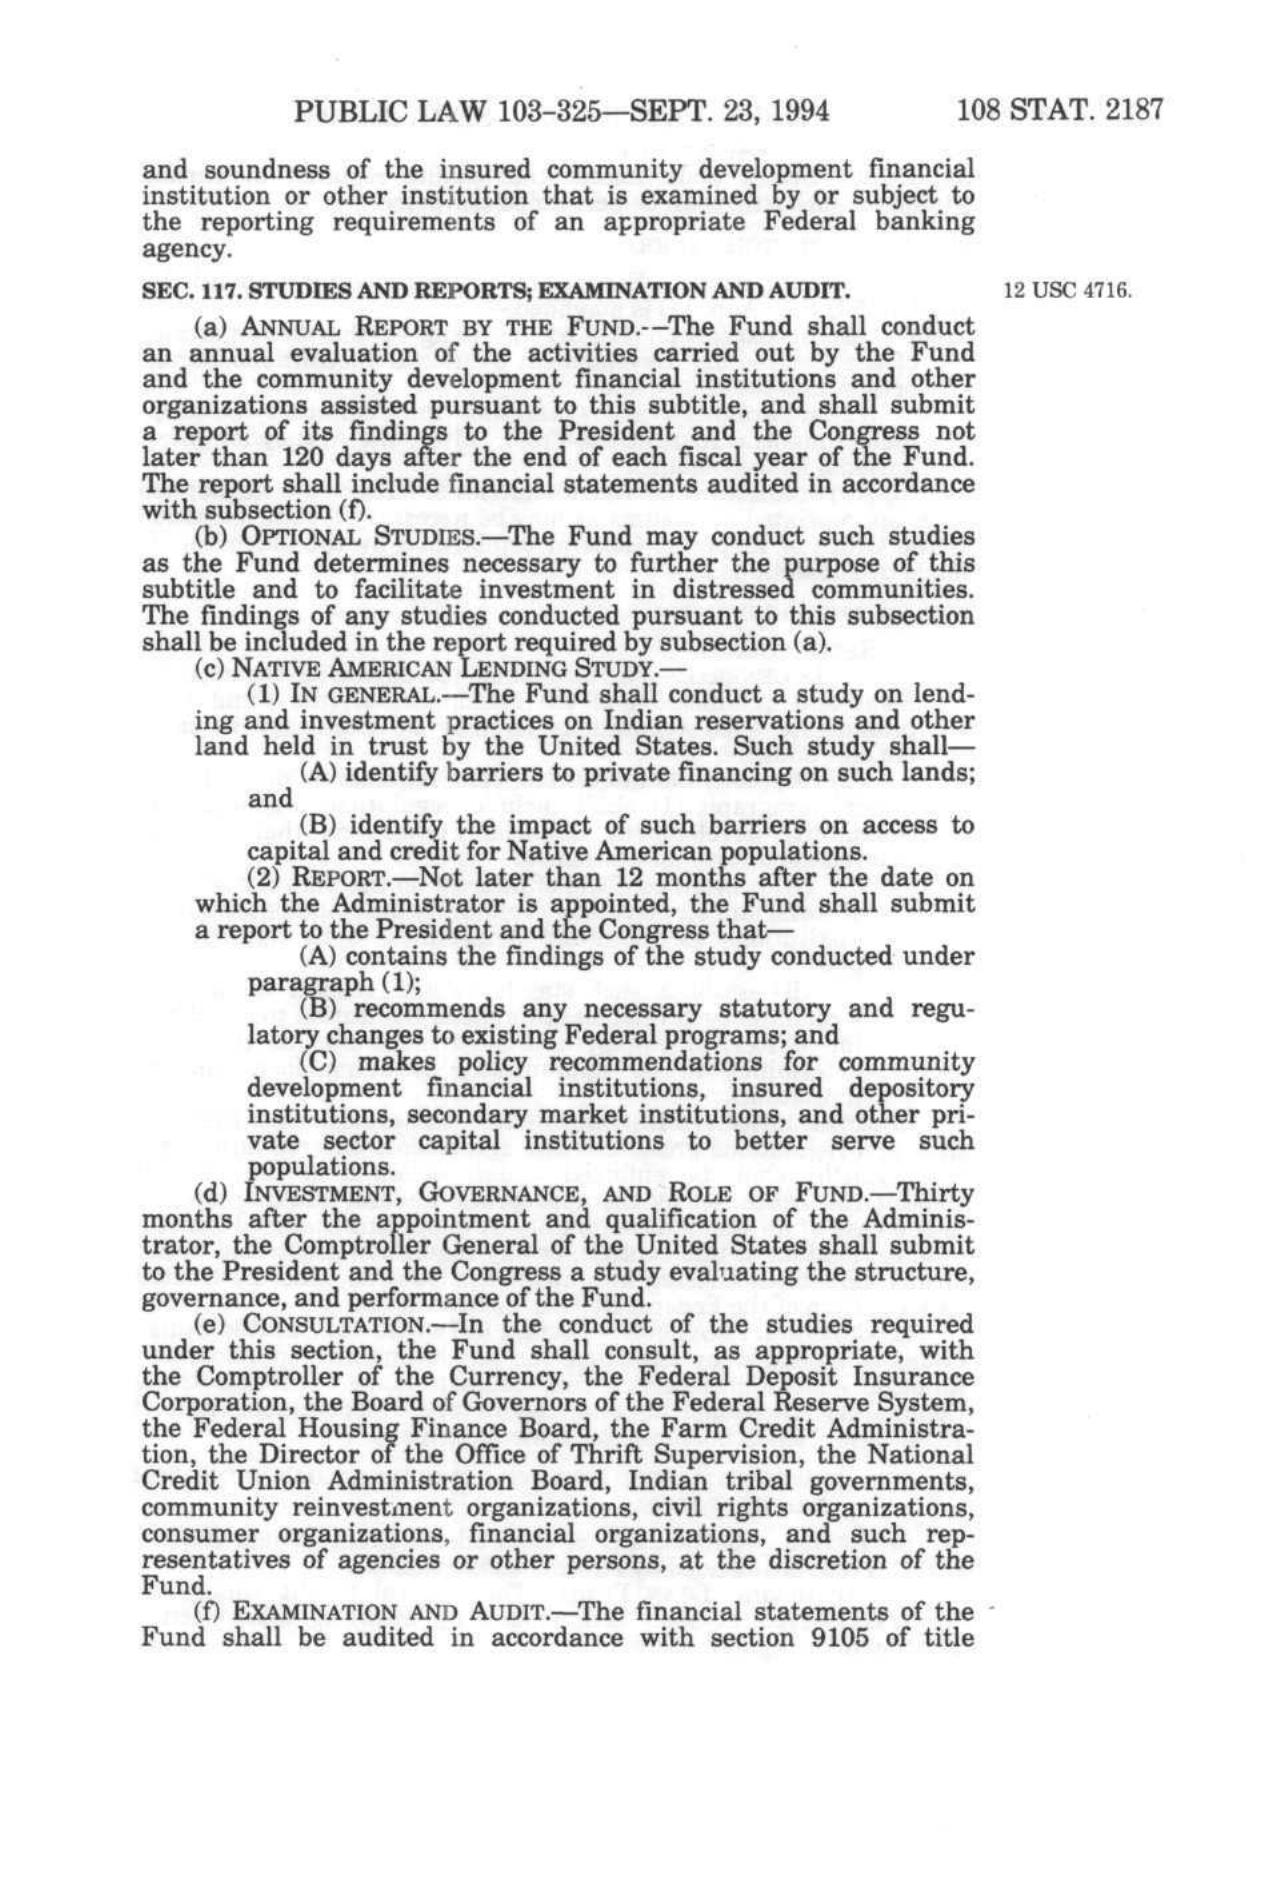 PUBLIC LAW 103–325—SEPT. 23, 1994 108 STAT. 2187
and soundness of the insured community development financial
institution or other institution that is examined by or subject to
the reporting requirements of an appropriate Federal banking
agency.
SEC. 117. STUDIES AND REPORTS; EXAMINATION AND AUDIT. 12 USC 4716.
(a) ANNUAL REPORT BY THE FUND.--The Fund shall conduct
an annual evaluation of the activities carried out by the Fund
and the community development financial institutions and other
organizations assisted pursuant to this subtitle, and shall submit
a report of its findings to the President and the Congress not
later than 120 days after the end of each fiscal year of the Fund.
The report shall include financial statements audited in accordance
with subsection (f).
(b) OPTIONAL STUDIES.—The Fund may conduct such studies
as the Fund determines necessary to further the purpose of this
subtitle and to facilitate investment in distressed communities.
The findings of any studies conducted pursuant to this subsection
shall be included in the report required by subsection (a).
(c) NATIVE AMERICAN LENDING STUDY.—
(1) IN GENERAL.—The Fund shall conduct a study on lend-
ing and investment practices on Indian reservations and other
land held in trust by the United States. Such study shall—
(A) identify barriers to private financing on such lands;
and
(B) identify the impact of such barriers on access to
capital and credit for Native American populations.
(2) REPORT.—Not later than 12 months after the date on
which the Administrator is appointed, the Fund shall submit
a report to the President and the Congress that—
(A) contains the findings of the study conducted under
paragraph (1);
(B) recommends any necessary statutory and regu-
latory changes to existing Federal programs; and
(C) makes policy recommendations for community
development financial institutions, insured depository
institutions, secondary market institutions, and other pri-
vate sector capital institutions to better serve such
populations.
(d) INVESTMENT, GOVERNANCE, AND ROLE OF FUND.—Thirty
months after the appointment and qualification of the Adminis-
trator, the Comptroller General of the United States shall submit
to the President and the Congress a study evaluating the structure,
governance, and performance of the Fund.
(e) CONSULTATION.—In the conduct of the studies required
under this section, the Fund shall consult, as appropriate, with
the Comptroller of the Currency, the Federal Deposit Insurance
Corporation, the Board of Governors of the Federal Reserve System,
the Federal Housing Finance Board, the Farm Credit Administra-
tion, the Director of the Office of Thrift Supervision, the National
Credit Union Administration Board, Indian tribal governments,
community reinvestment organizations, civil rights organizations,
consumer organizations, financial organizations, and such rep-
resentatives of agencies or other persons, at the discretion of the
Fund.
(f) EXAMINATION AND AUDIT.—The financial statements of the
Fund shall be audited in accordance with section 9105 of title